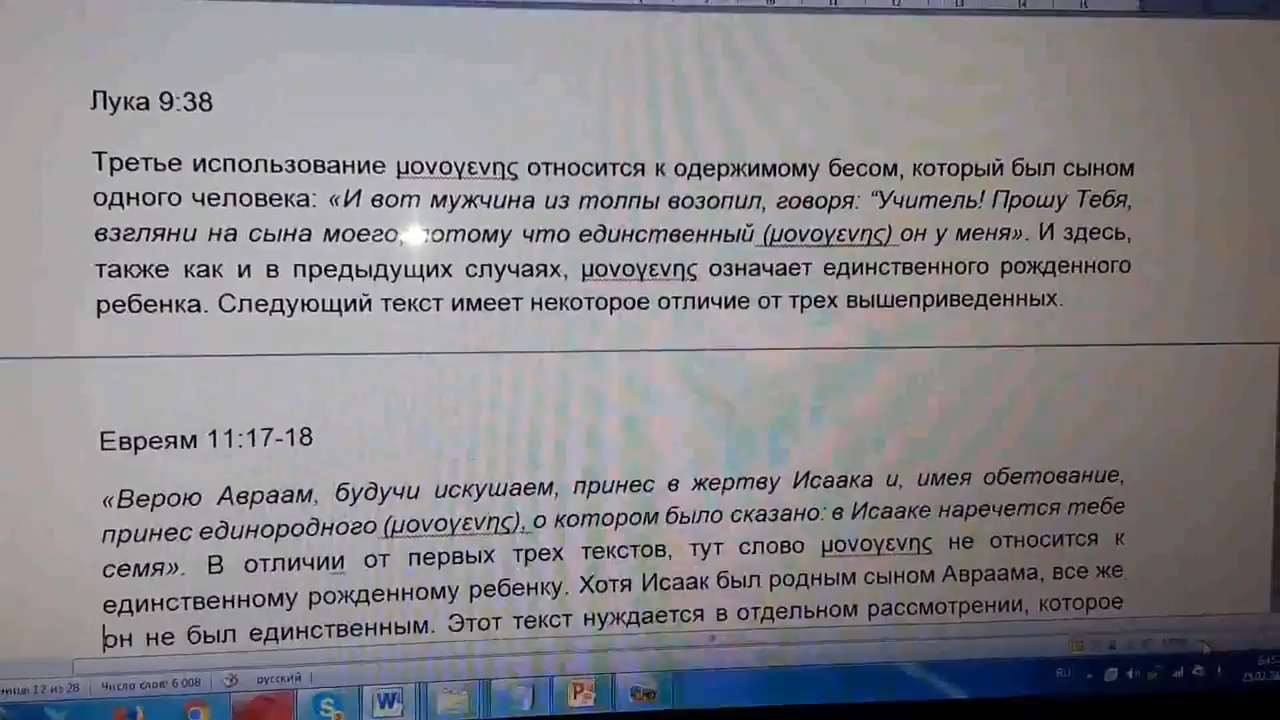 Лука 9:38
Третье использование μονογενης относится к одержимому бесом, который был сыном
одного человека: «И вот мужчина из толпы возопил, говоря: “Учитель! Прошу Тебя,
взгляни на сына моего, потому что единственный (μονογενης) он у меня». И здесь,
также как и в предыдущих случаях, μονογενης означает единственного рожденного
ребенка. Следующий текст имеет некоторое отличие от трех вышеприведенных.
Евреям 11:17-18
«Верою Авраам, будучи искушаем, принес в жертву Исаака и, имея обетование,
принес единородного (μονογενης), о котором было сказано: в Исааке наречется тебе
семя». В отличии от первых трех текстов, тут слово μονογενης не относится к
единственному рожденному ребенку. Хотя Исаак был родным сыном Авраама, все же
он не был единственным. Этот текст нуждается в отдельном рассмотрении, которое
12 из 28 Число слов: 6 008 русский
RU